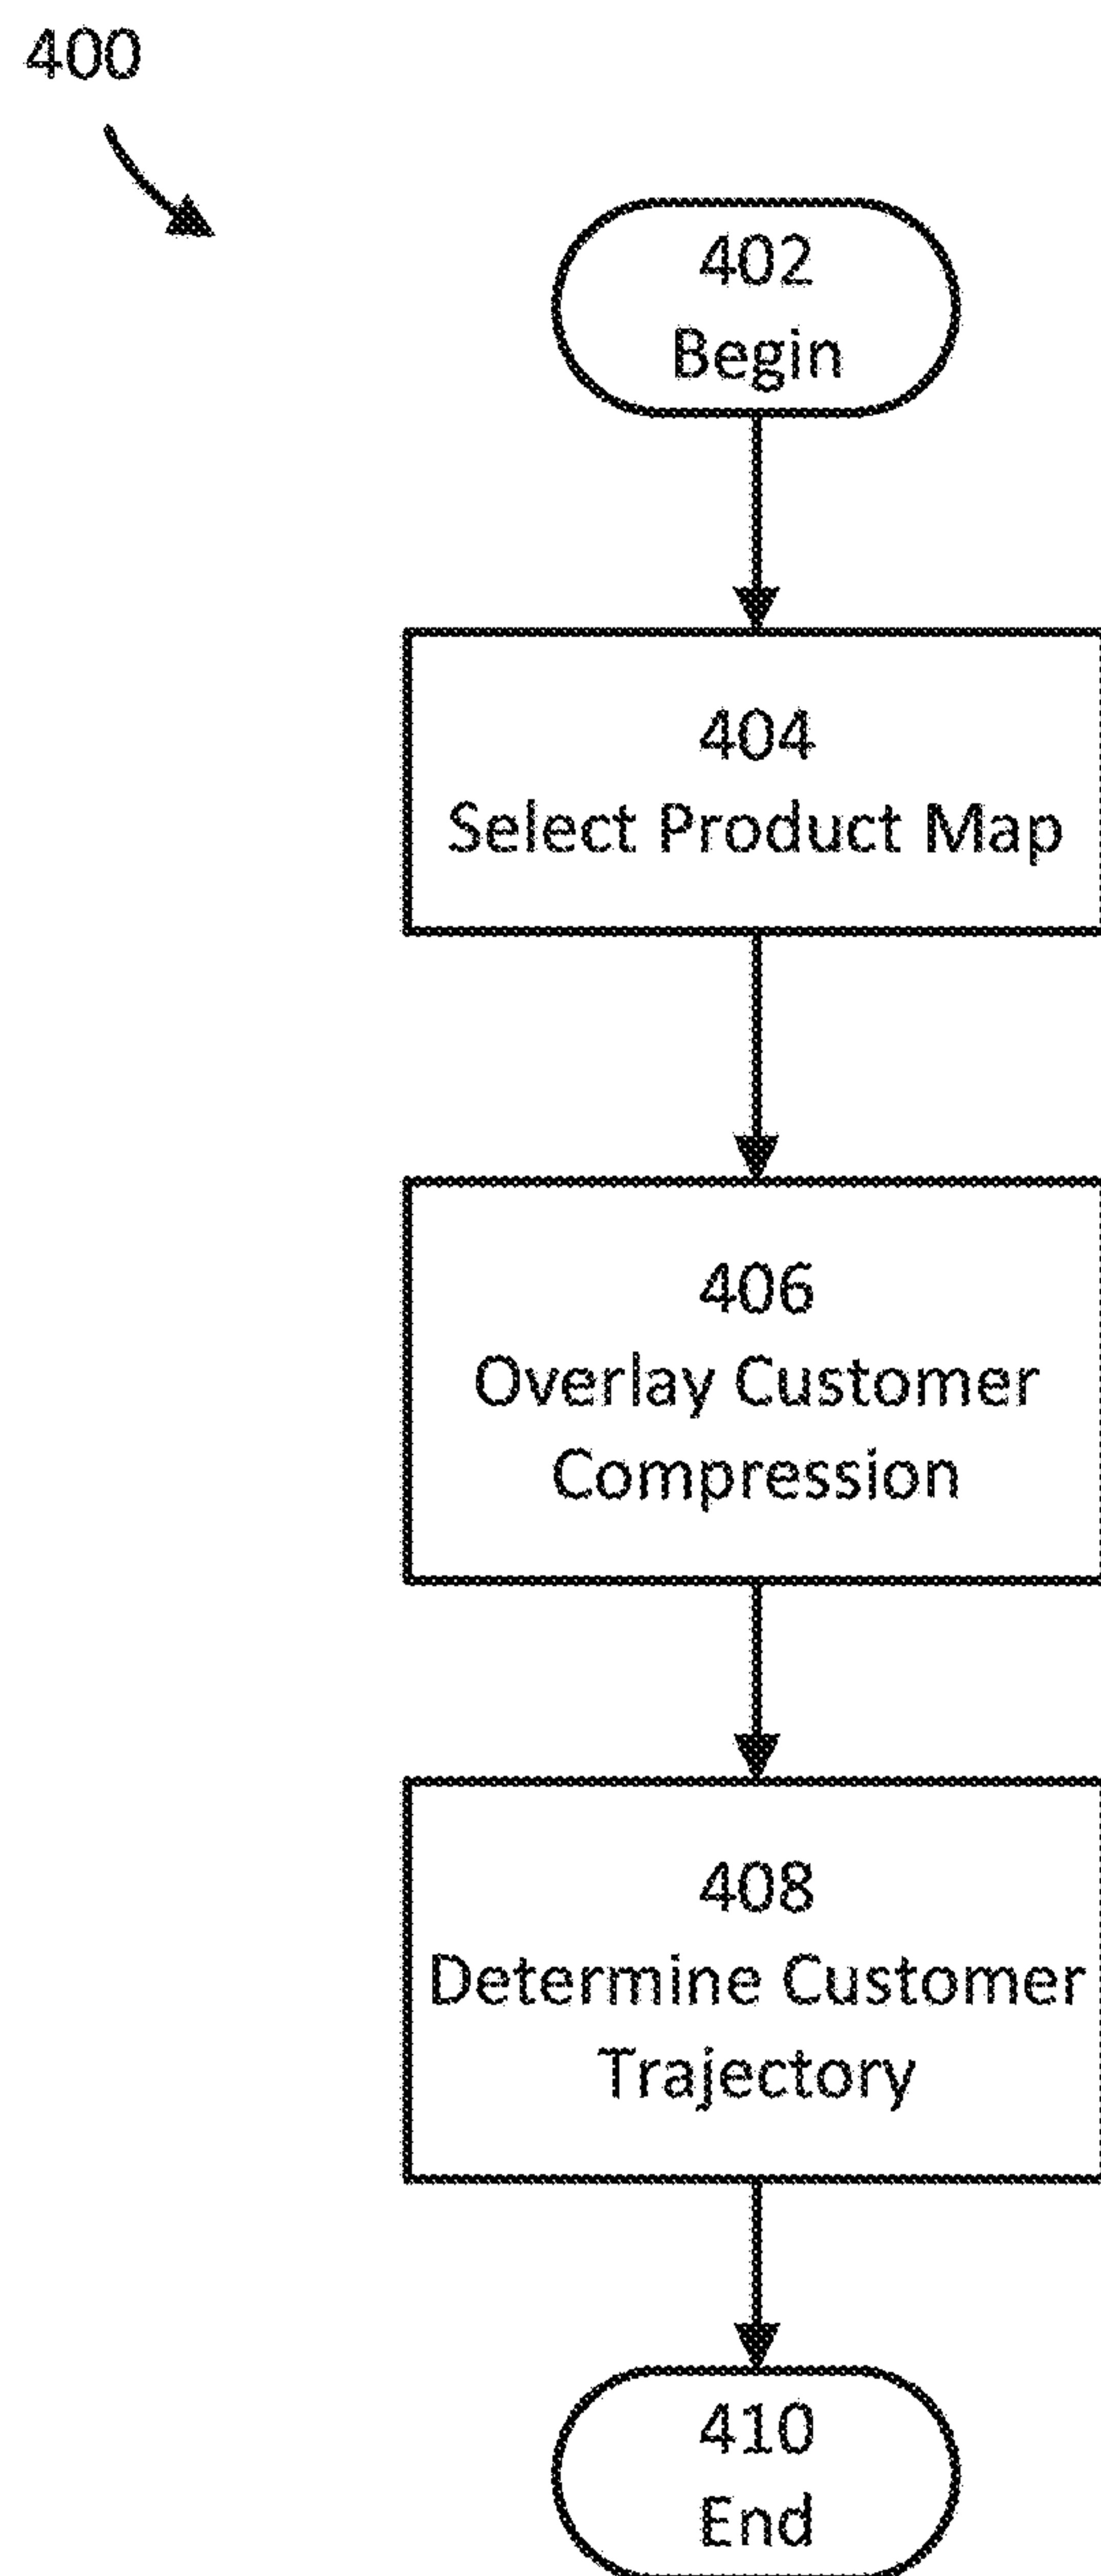 400
402
Begin
404
Select Product Map
406
Overlay Customer
Compression
408
Determine Customer
Trajectory
410
End